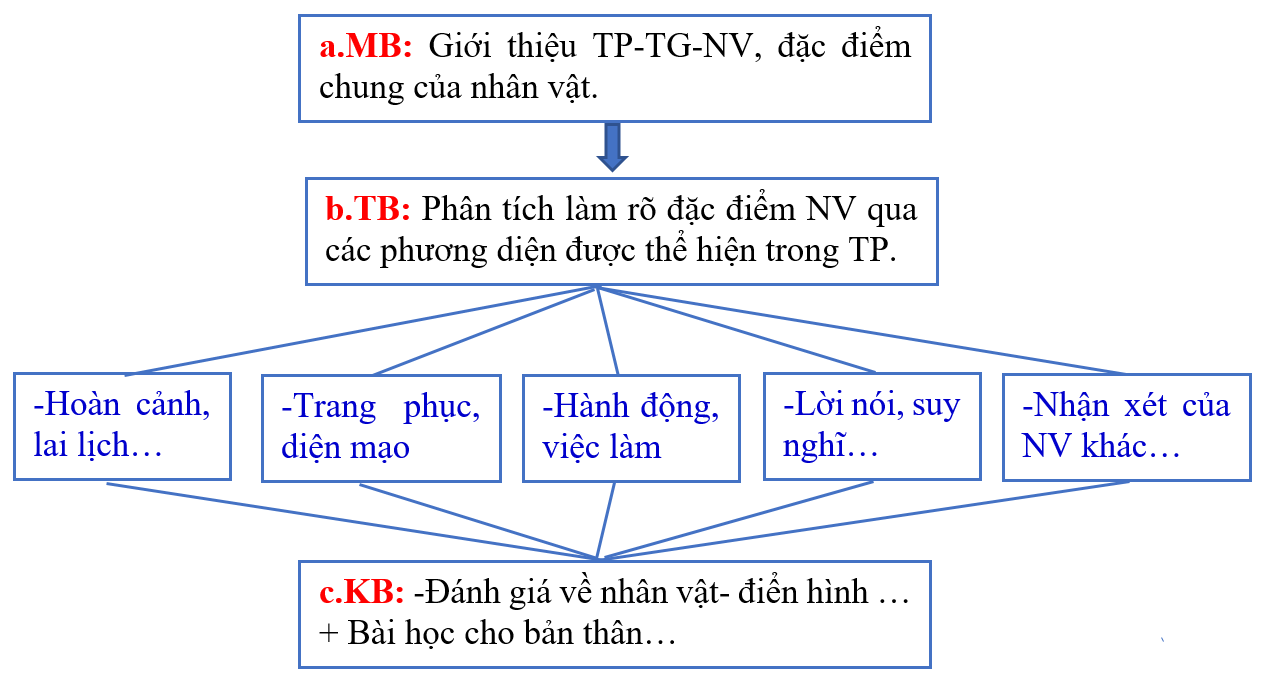 a.MB: Giới thiệu TP-TG-NV, đặc điểm
chung của nhân vật.
b.TB: Phân tích làm rõ đặc điểm NV qua
các phương diện được thể hiện trong TP.
-Hoàn cảnh,
lai lịch…
-Trang phục,
diện mạo
-Hành động,
việc làm
-Lời nói, suy
nghĩ…
-Nhận xét của
NV khác…
c.KB: -Đánh giá về nhân vật- điển hình …
+ Bài học cho bản thân…